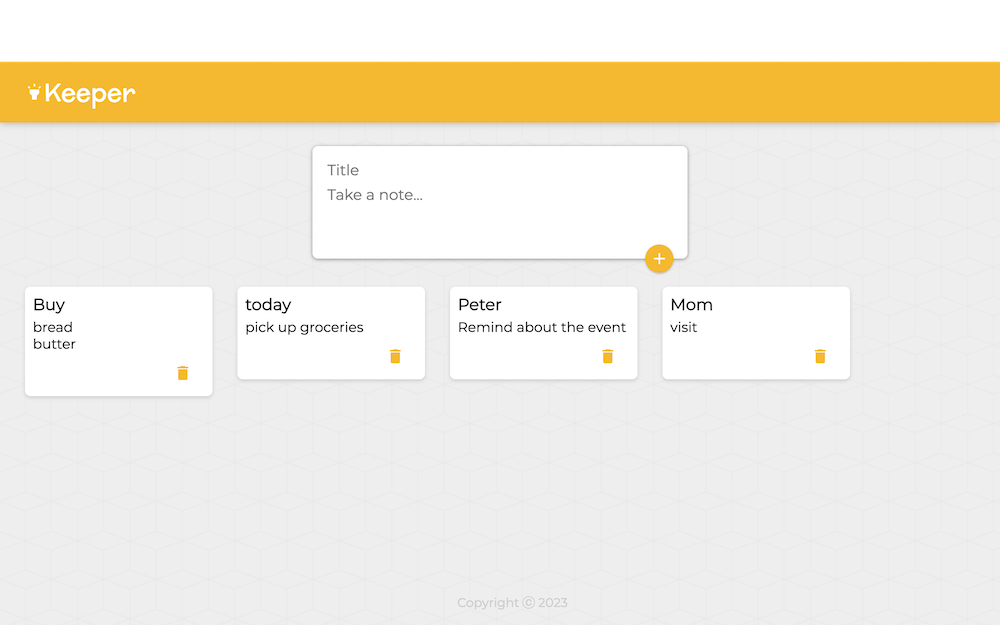 Keeper
Title
Take a note...
+
Buy
bread
butter
today
pick up groceries
Peter
Remind about the event
Mom
visit
Copyright ⓒ 2023